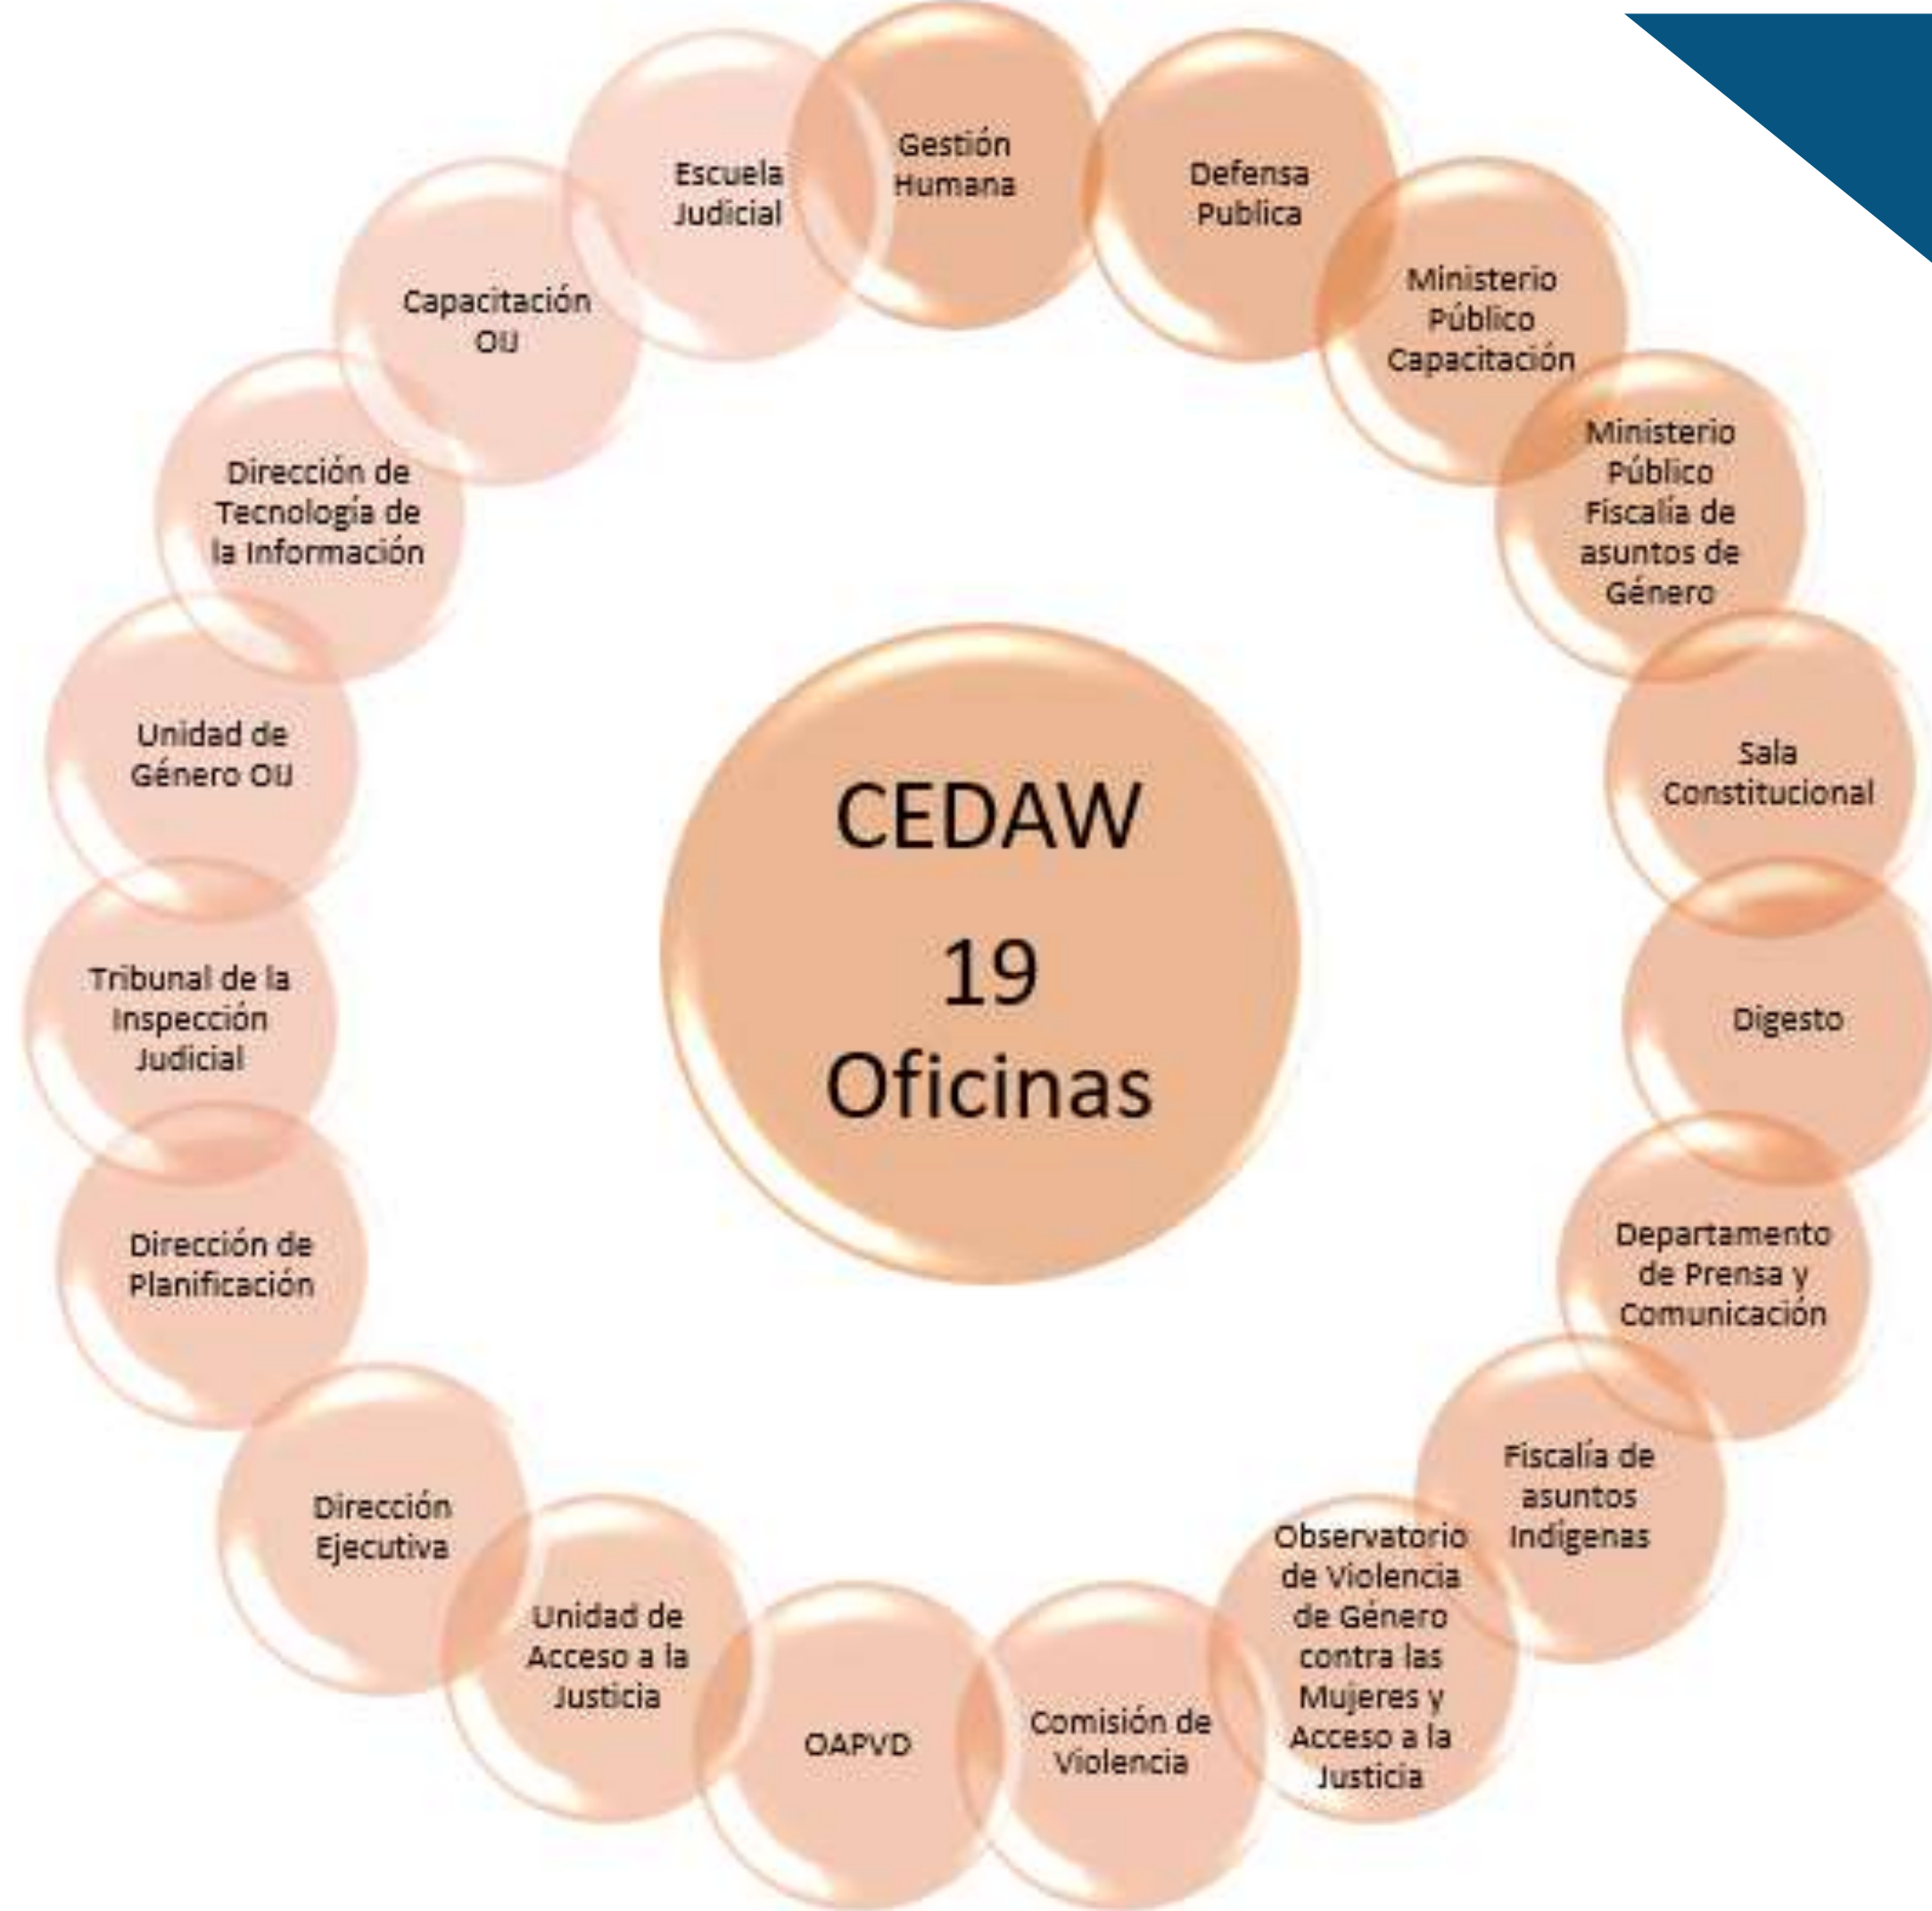 Gestión
Humana
Defensa
Publica
Ministerio
Público
Capacitación
Ministerio
Público
Fiscalía de
asuntos de
Género
Sala
Constitucional
Digesto
Departamento
de Prensa y
Comunicación
Fiscalía de
asuntos
Indígenas
Observatorio
de Violencia
de Género
contra las
Mujeres y
Acceso a la
Justicia
Comisión de
Violencia
OAPVD
Unidad de
Acceso a la
Justicia
Dirección
Ejecutiva
Dirección de
Planificación
Tribunal de la
Inspección
Judicial
Unidad de
Género OIJ
Dirección de
Tecnología de
la Información
Capacitación
OIJ
Escuela
Judicial
CEDAW
19
Oficinas